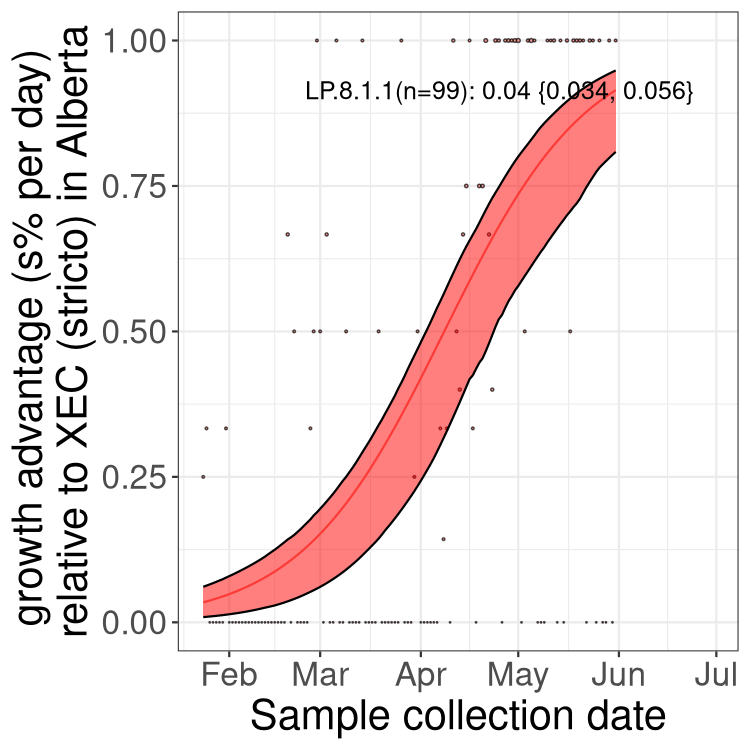 growth advantage (s% per day)
relative to XEC (stricto) in Alberta
1.00
0.75
0.50
0.25
0.00
LP.8.1.1(n=99): 0.04 {0.034, 0.056}
Feb Mar Apr May Jun Jul
Sample collection date